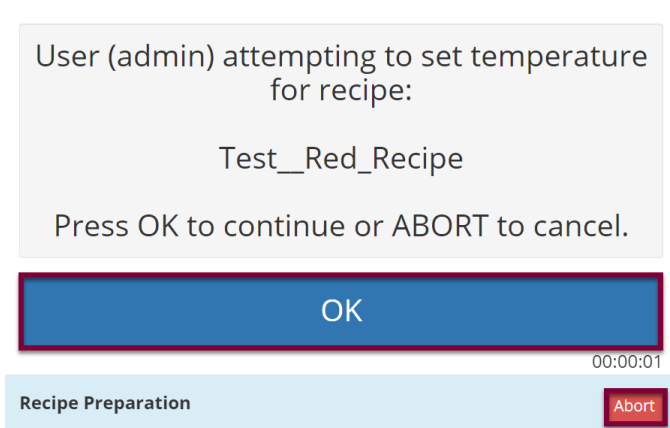 User (admin) attempting to set temperature
for recipe:
Test__Red_Recipe
Press OK to continue or ABORT to cancel.
OK
00:00:01
Recipe Preparation
Abort